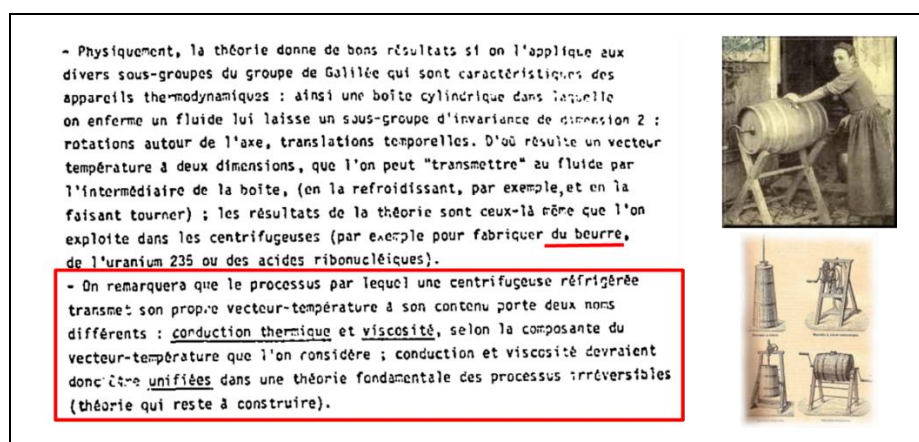 - Physiquement, la théorie donne de bons résultats si on l'applique aux
divers sous-groupes du groupe de Galilée qui sont caractéristiques des
appareils thermodynamiques : ainsi une boîte cylindrique dans laquelle
on enferme un fluide lui laisse un sous-groupe d'invariance de dimension 2 :
rotations autour de l'axe, translations temporelles. D'où résulte un vecteur
température à deux dimensions, que l'on peut "transmettre" au fluide par
l'intermédiaire de la boîte, (en la refroidissant, par exemple,et en la
faisant tourner) ; les résultats de la théorie sont ceux-là même que l'on
exploite dans les centrifugeuses (par exemple pour fabriquer du beurre,
de l'uranium 235 ou des acides ribonucléiques).
- On remarquera que le processus par lequel une centrifugeuse réfrigérée
transmet son propre vecteur-température à son contenu porte deux noms
différents : conduction thermique et viscosité, selon la composante du
vecteur-température que l'on considère ; conduction et viscosité devraient
donc être unifiées dans une théorie fondamentale des processus irréversibles
(théorie qui reste à construire).